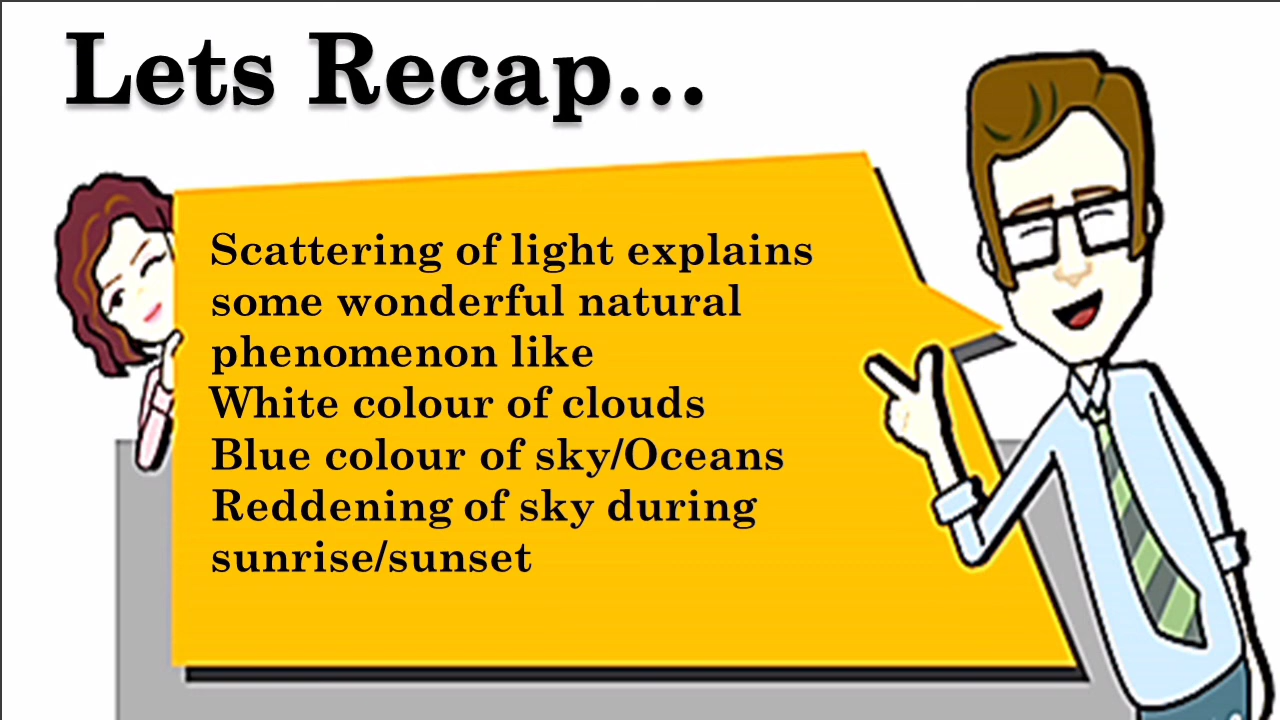 Lets Recap...
Scattering of light explains
some wonderful natural
phenomenon like
White colour of clouds
Blue colour of sky/Oceans
Reddening of sky during
sunrise/sunset